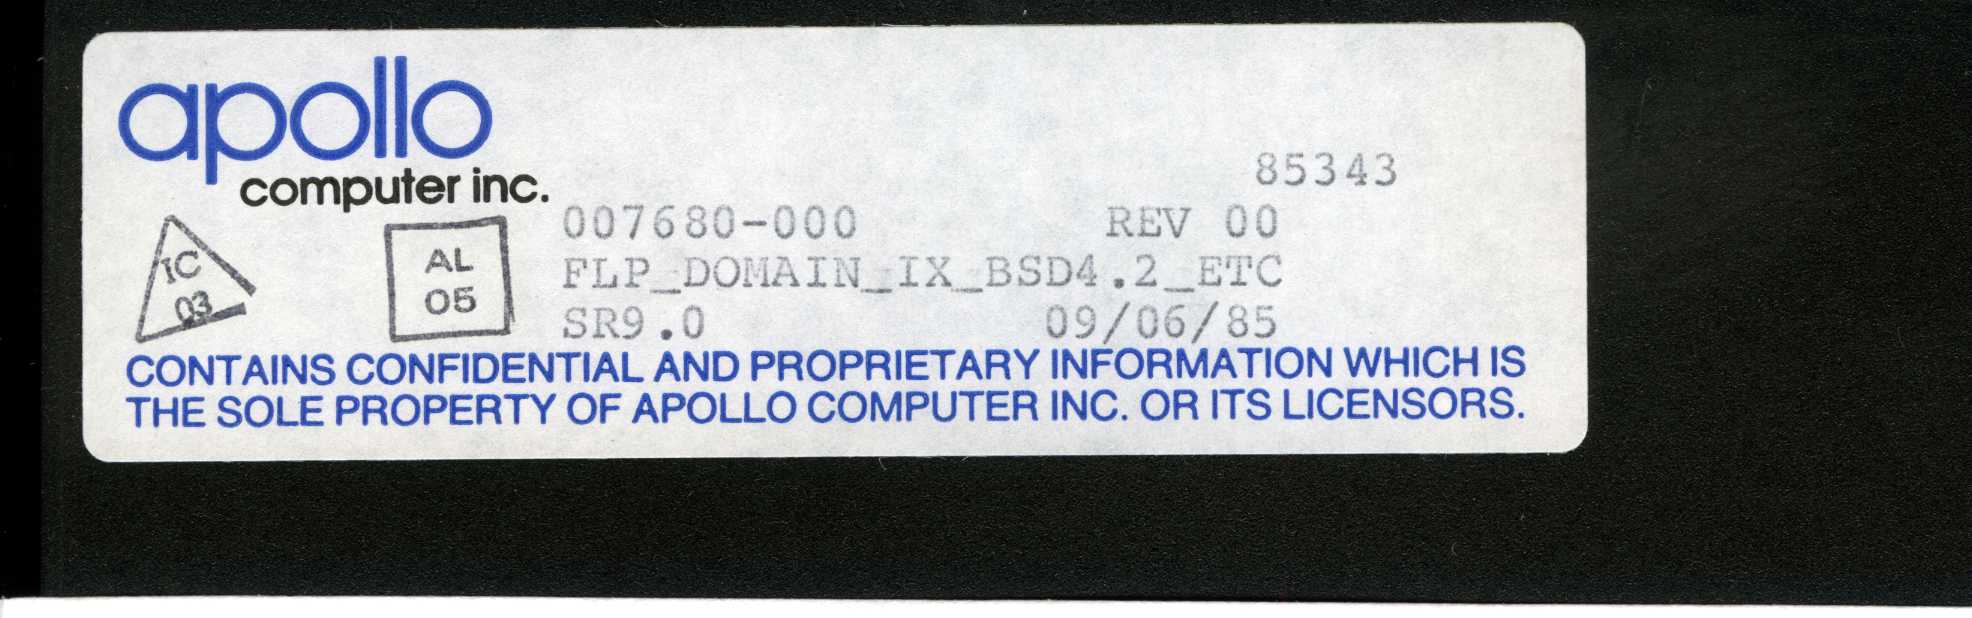 apollo
computer inc.
85343
007680-000 REV 00
IC
03
AL
05
FLP_DOMAIN_IX_BSD4.2_ETC
SR9.0 09/06/85
CONTAINS CONFIDENTIAL AND PROPRIETARY INFORMATION WHICH IS
THE SOLE PROPERTY OF APOLLO COMPUTER INC. OR ITS LICENSORS.